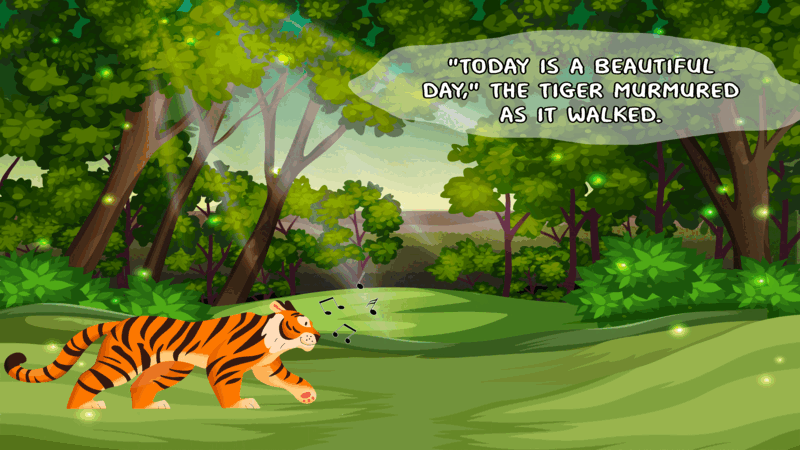 "TODAY IS A BEAUTIFUL
DAY," THE TIGER MURMURED
AS IT WALKED.